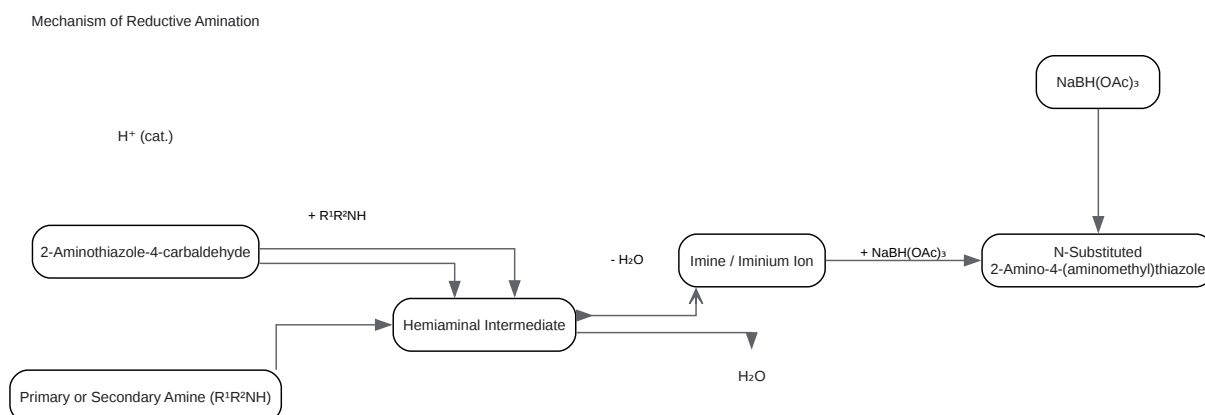 Mechanism of Reductive Amination
NaBH(OAc)₃
H⁺ (cat.)
+ R¹R²NH
2-Aminothiazole-4-carbaldehyde
- H₂O
Imine / Iminium Ion
+ NaBH(OAc)₃
N-Substituted
2-Amino-4-(aminomethyl)thiazole
Hemiaminal Intermediate
H₂O
Primary or Secondary Amine (R¹R²NH)